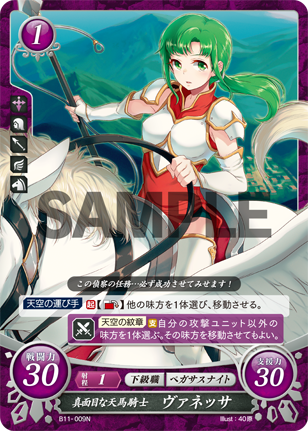 1
SAMPLE
この偵察の任務…必ず成功させてみせます！
天空の運び手 起【】他の味方を1体選び、移動させる。
天空の紋章 支 自分の攻撃ユニット以外の
味方を1体選ぶ。その味方を移動させてもよい。
戦闘力 30
射程 1 下級職 ペガサスナイト
支援力 30
真面目な天馬騎士 ヴァネッサ
B11-009N
Illust：40原